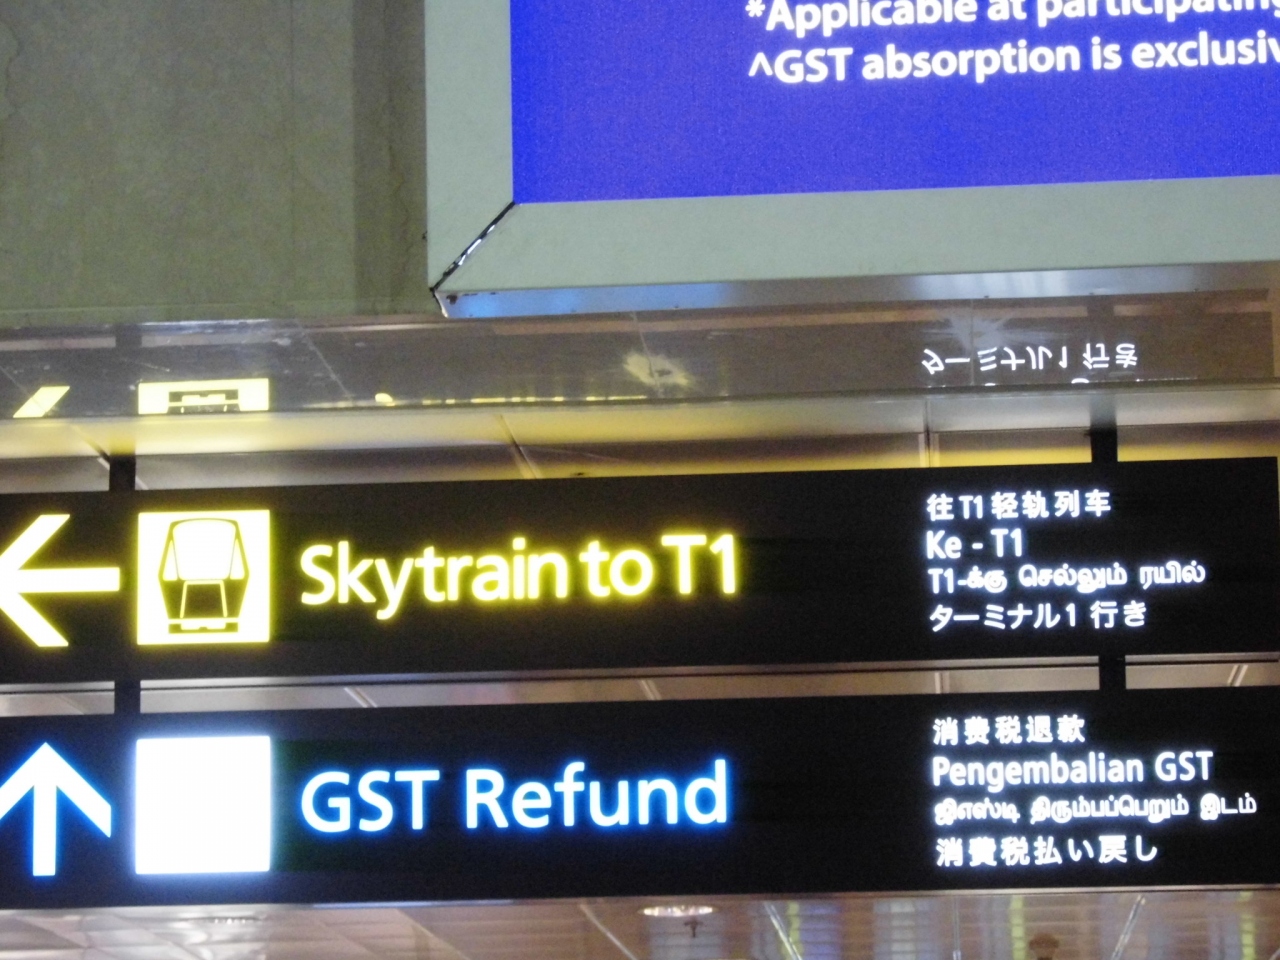 *Applicable at participating
^GST absorption is exclusiv
Skytrain to T1
往T1轻轨列车
Ke - T1
T1-க்கு செல்லும் ரயில்
ターミナル1 行き
GST Refund
消费税退款
Pengembalian GST
ஜிஎஸ்டி திரும்பப்பெறும் இடம்
消費税払い戻し